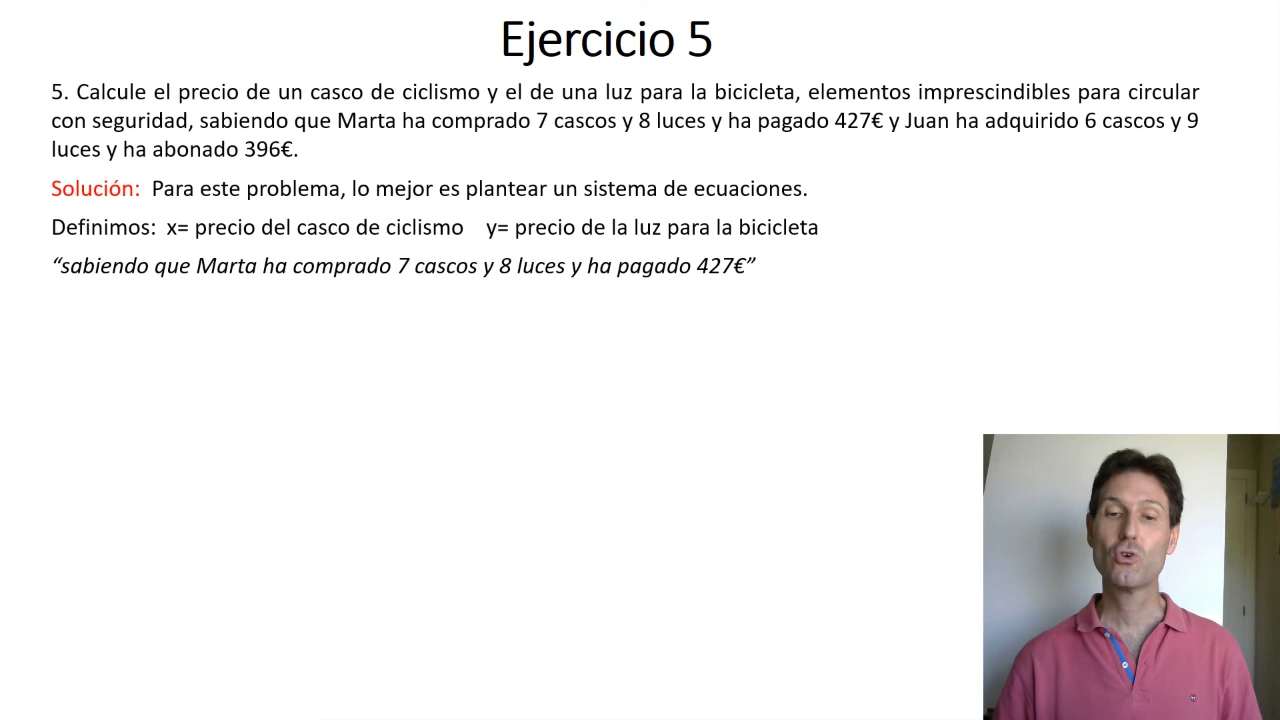 Ejercicio 5
5. Calcule el precio de un casco de ciclismo y el de una luz para la bicicleta, elementos imprescindibles para circular
con seguridad, sabiendo que Marta ha comprado 7 cascos y 8 luces y ha pagado 427€ y Juan ha adquirido 6 cascos y 9
luces y ha abonado 396€.
Solución: Para este problema, lo mejor es plantear un sistema de ecuaciones.
Definimos: x= precio del casco de ciclismo y= precio de la luz para la bicicleta
“sabiendo que Marta ha comprado 7 cascos y 8 luces y ha pagado 427€”